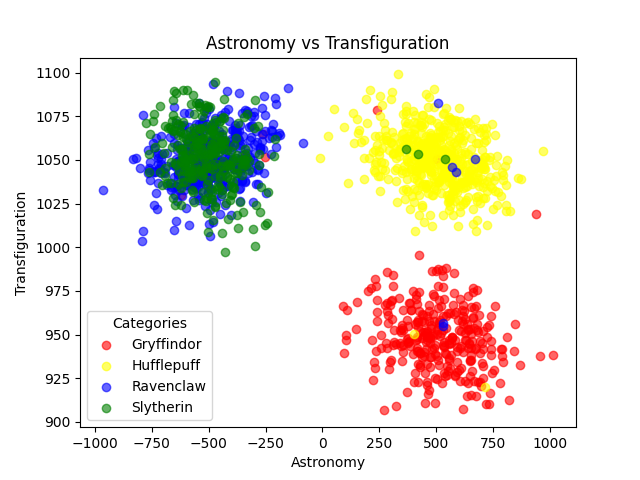 Astronomy vs Transfiguration
1100
1075
1050
1025
1000
975
950
925
900
Transfiguration
Categories
Gryffindor
Hufflepuff
Ravenclaw
Slytherin
−1000 −750 −500 −250 0 250 500 750 1000
Astronomy